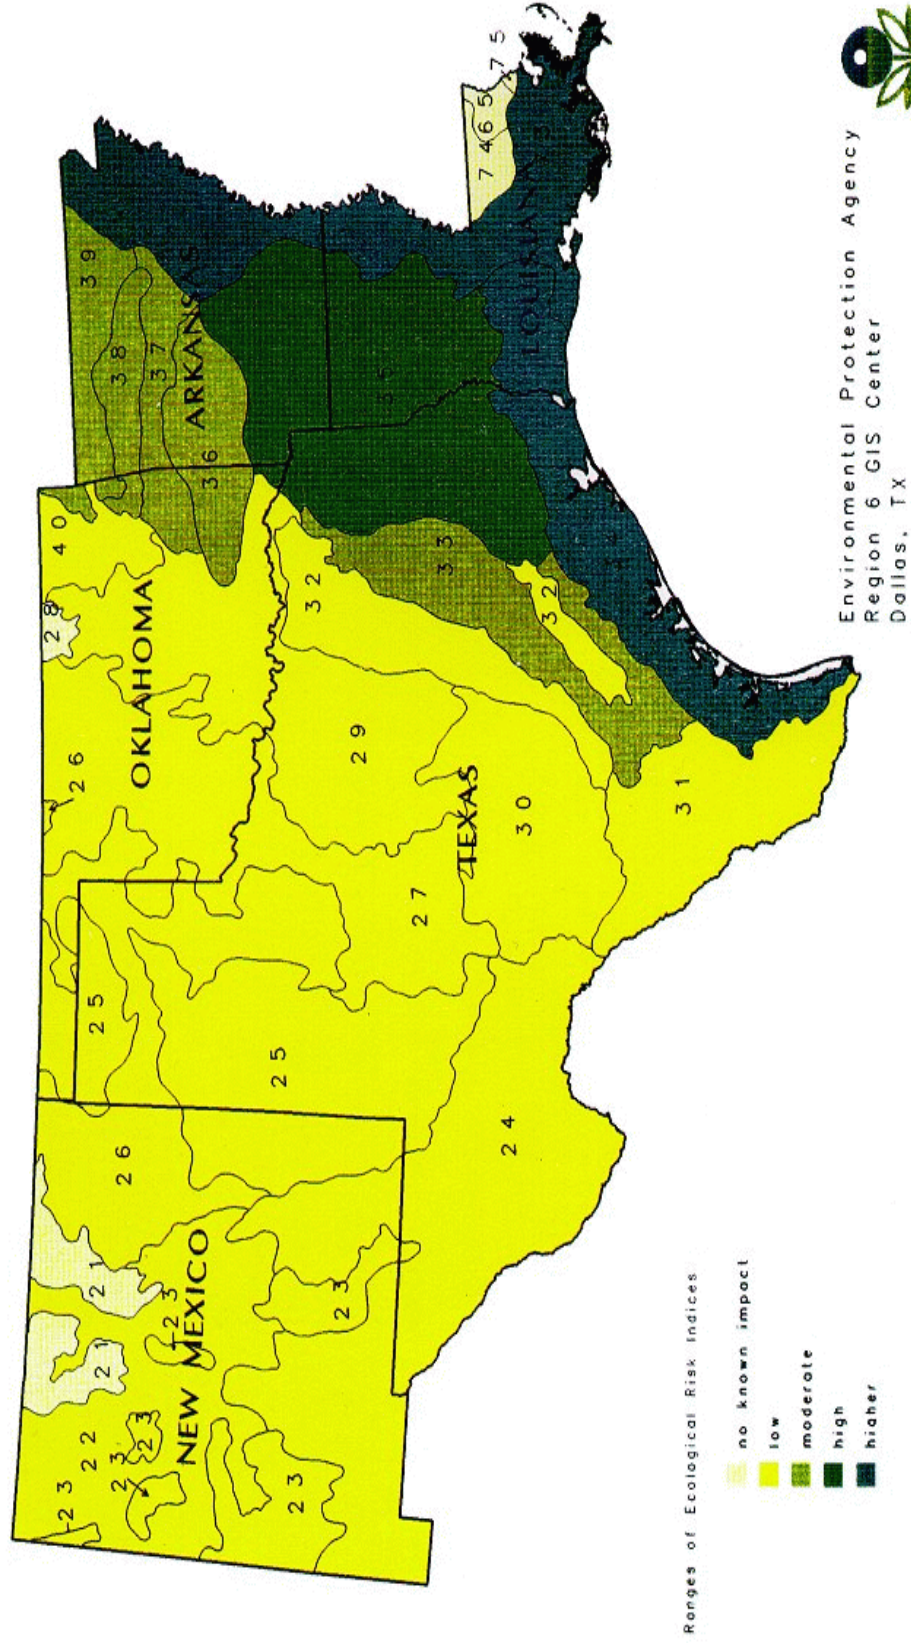 23
22
23
23
21
21
23
NEW MEXICO
23
23
26
25
25
24
26
28
40
OKLAHOMA
27
29
30
TEXAS
31
32
33
32
39
38
37
ARKANSAS
36
35
LOUISIANA
74
65
75
Ranges of Ecological Risk Indices
no known impact
low
moderate
high
higher
Environmental Protection Agency
Region 6 GIS Center
Dallas, TX